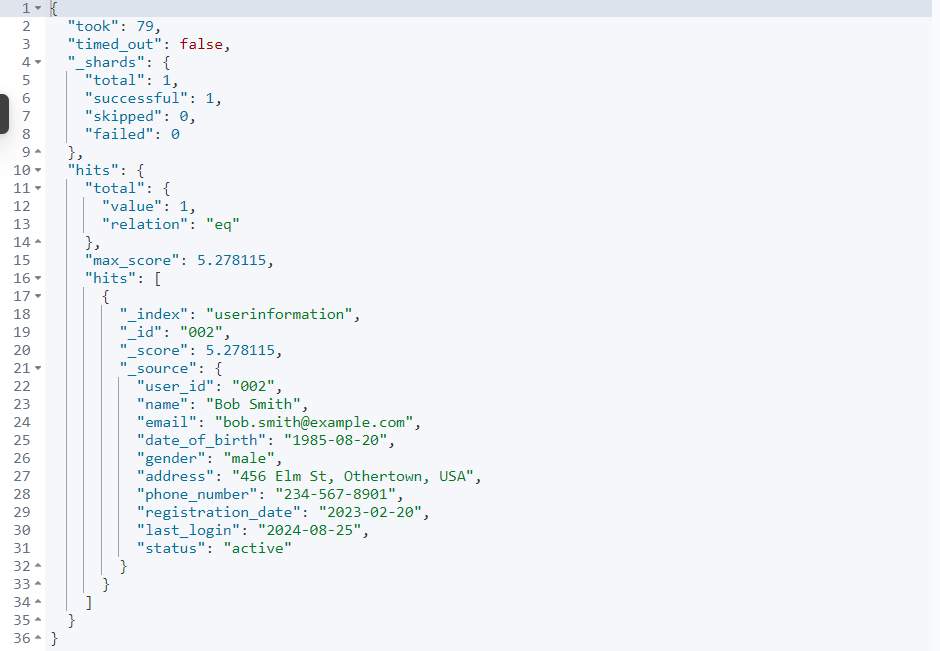 1 {
2 "took": 79,
3 "timed_out": false,
4 "_shards": {
5 "total": 1,
6 "successful": 1,
7 "skipped": 0,
8 "failed": 0
9 },
10 "hits": {
11 "total": {
12 "value": 1,
13 "relation": "eq"
14 },
15 "max_score": 5.278115,
16 "hits": [
17 {
18 "_index": "userinformation",
19 "_id": "002",
20 "_score": 5.278115,
21 "_source": {
22 "user_id": "002",
23 "name": "Bob Smith",
24 "email": "bob.smith@example.com",
25 "date_of_birth": "1985-08-20",
26 "gender": "male",
27 "address": "456 Elm St, Othertown, USA",
28 "phone_number": "234-567-8901",
29 "registration_date": "2023-02-20",
30 "last_login": "2024-08-25",
31 "status": "active"
32 }
33 }
34 ]
35 }
36 }